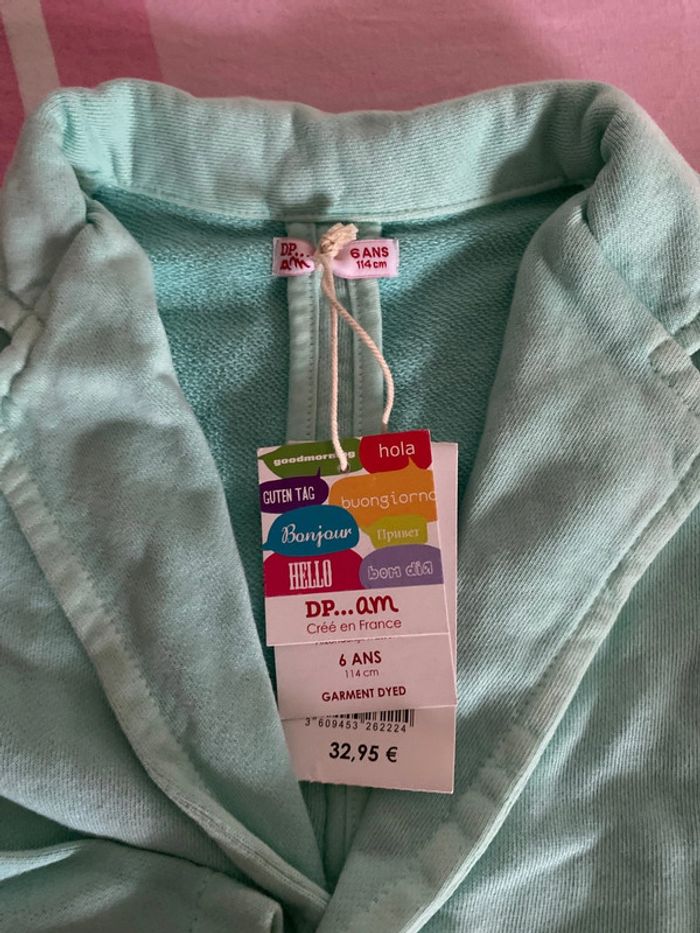 DP...
am
6 ANS
114 cm
goodmorning
hola
GUTEN TAG
buongiorno
Bonjour
Привет
HELLO
bom dia
DP...am
Créé en France
6 ANS
114 cm
GARMENT DYED
3 609453 262224
32,95 €